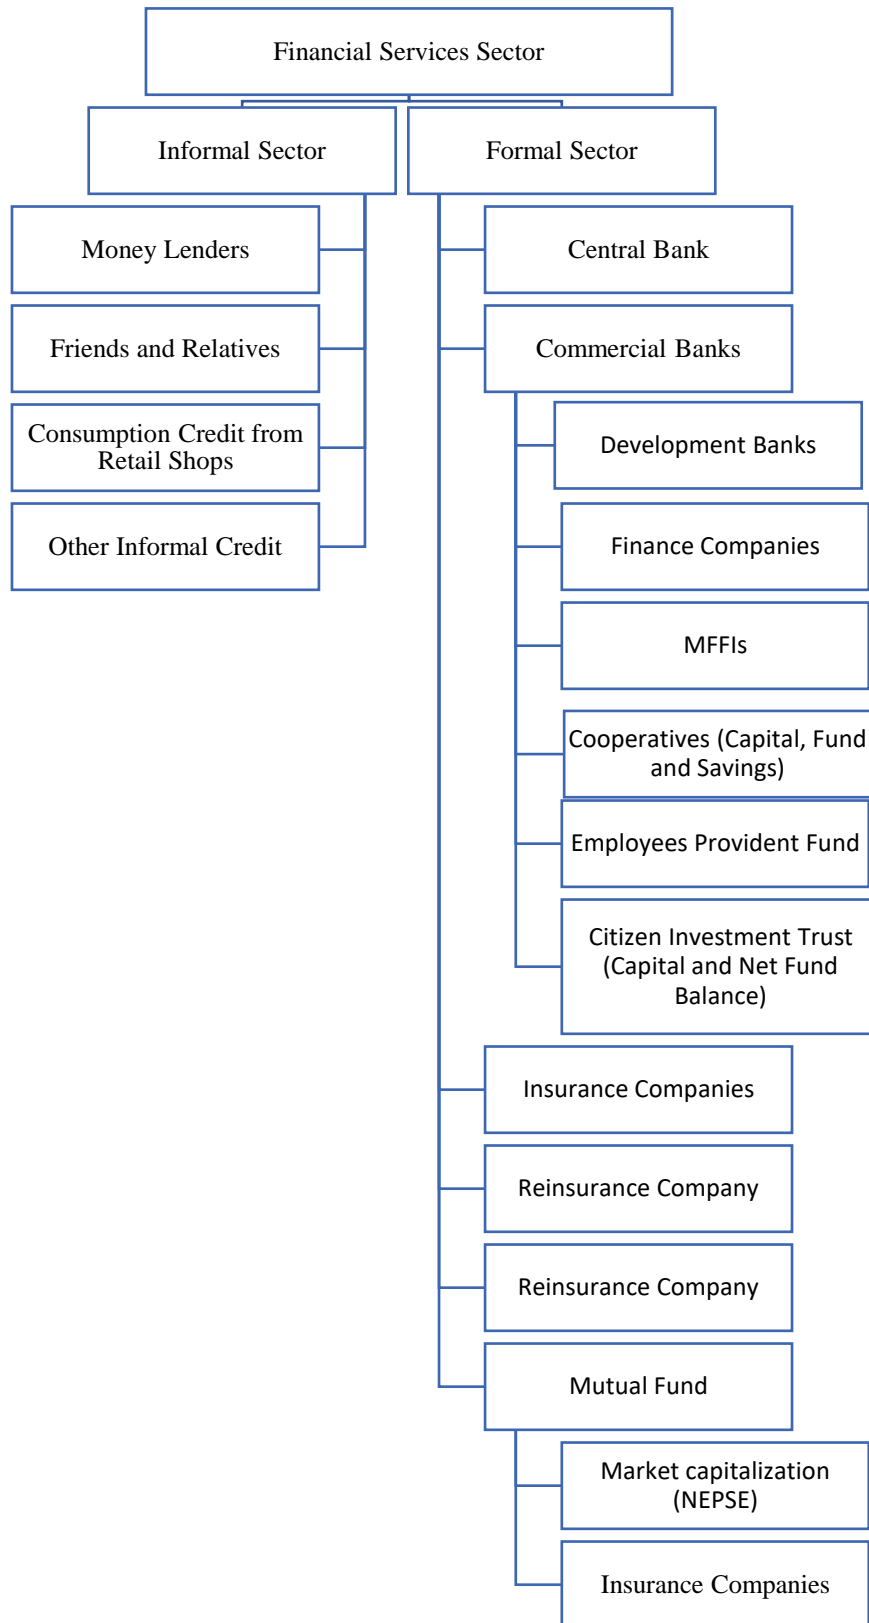 Financial Services Sector
Informal Sector
Formal Sector
Money Lenders
Friends and Relatives
Consumption Credit from
Retail Shops
Other Informal Credit
Central Bank
Commercial Banks
Development Banks
Finance Companies
MFFIs
Cooperatives (Capital, Fund
and Savings)
Employees Provident Fund
Citizen Investment Trust
(Capital and Net Fund
Balance)
Insurance Companies
Reinsurance Company
Reinsurance Company
Mutual Fund
Market capitalization
(NEPSE)
Insurance Companies